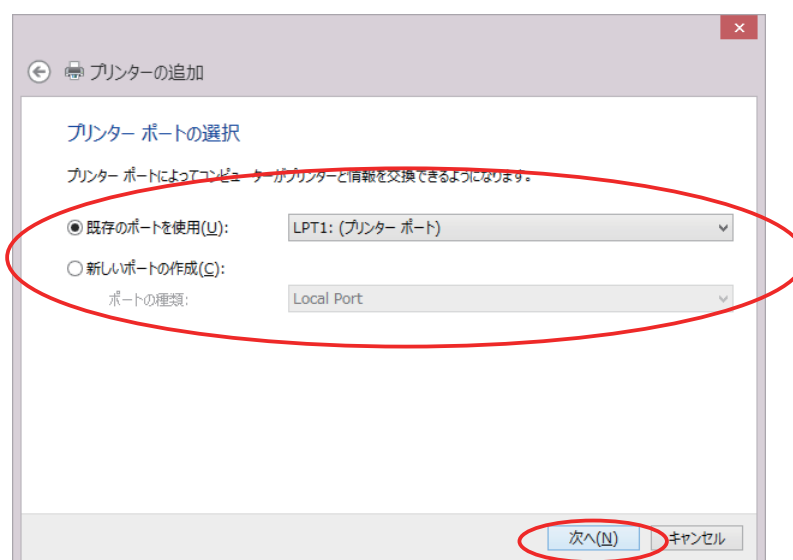 プリンターの追加
プリンター ポートの選択
プリンター ポートによってコンピューターがプリンターと情報を交換できるようになります。
既存のポートを使用(U): LPT1: (プリンター ポート)
新しいポートの作成(C):
ポートの種類: Local Port
次へ(N) キャンセル